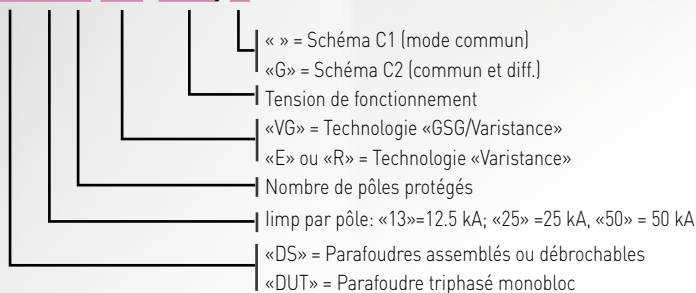 « » = Schéma C1 (mode commun)
«G» = Schéma C2 (commun et diff.)
Tension de fonctionnement
«VG» = Technologie «GSG/Varistance»
«E» ou «R» = Technologie «Varistance»
Nombre de pôles protégés
Iimp par pôle: «13»=12.5 kA; «25» =25 kA, «50» = 50 kA
«DS» = Parafoudres assemblés ou débrochables
«DUT» = Parafoudre triphasé monobloc